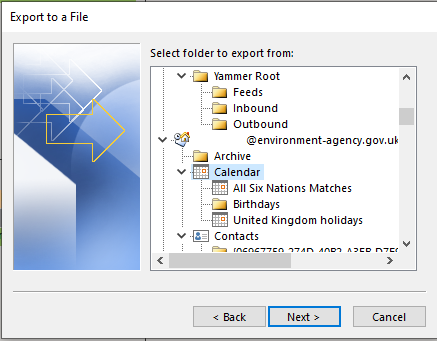 Export to a File
Select folder to export from:
Yammer Root
Feeds
Inbound
Outbound
@environment-agency.gov.uk
Archive
Calendar
All Six Nations Matches
Birthdays
United Kingdom holidays
Contacts
< Back
Next >
Cancel